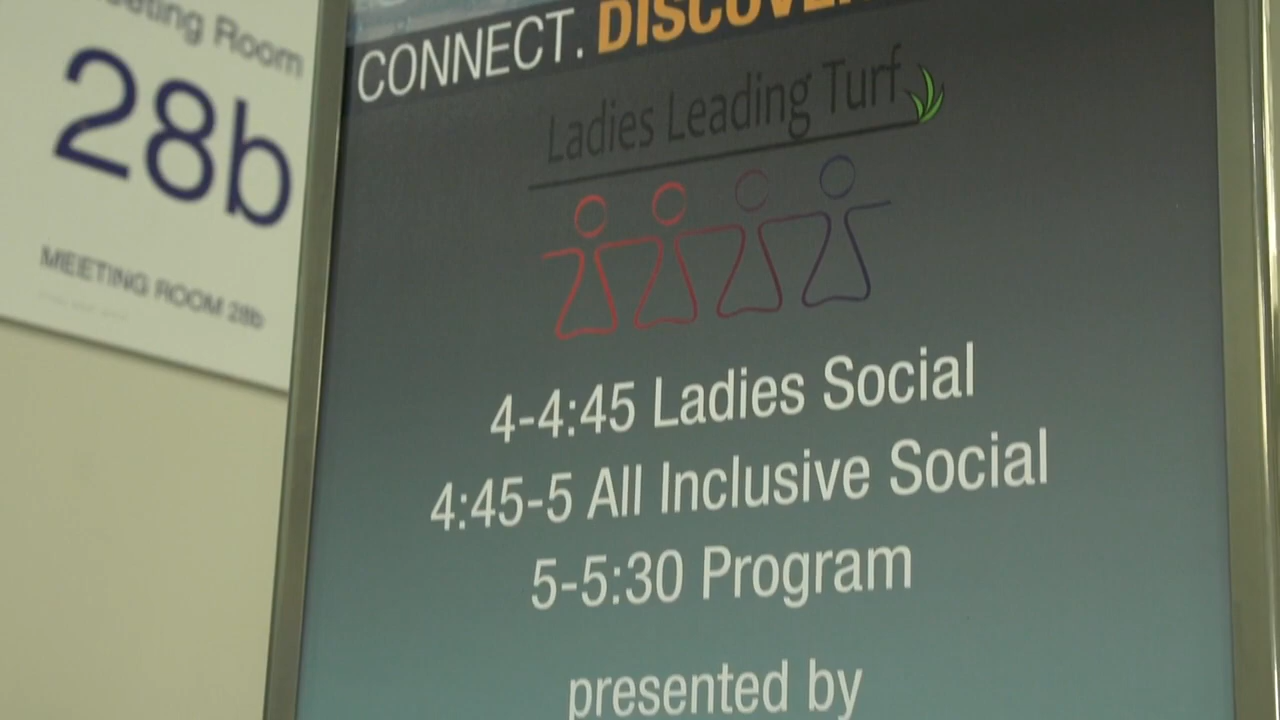 Meeting Room
28b
MEETING ROOM 28b
CONNECT. DISCOVER
Ladies Leading Turf
4-4:45 Ladies Social
4:45-5 All Inclusive Social
5-5:30 Program
presented by